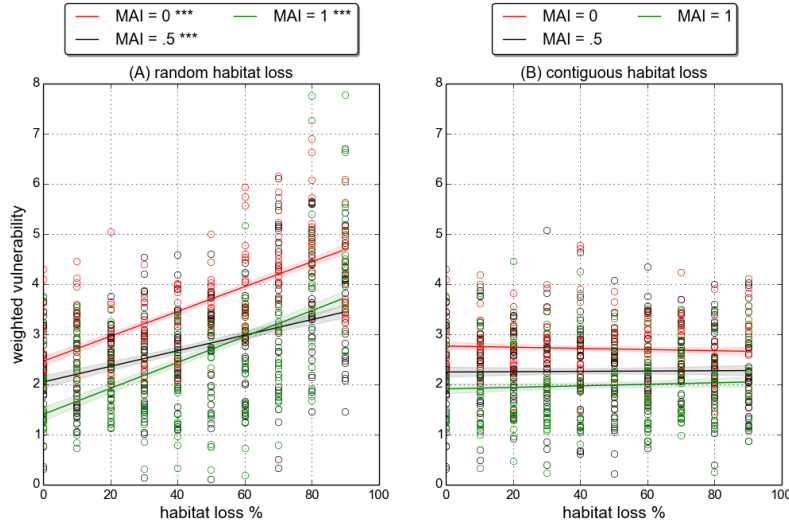 MAI = 0 *** MAI = 1 ***
MAI = .5 ***
MAI = 0 MAI = 1
MAI = .5
(A) random habitat loss
(B) contiguous habitat loss
weighted vulnerability
8
7
6
5
4
3
2
1
0
0 20 40 60 80 100
habitat loss %
8
7
6
5
4
3
2
1
0
0 20 40 60 80 100
habitat loss %